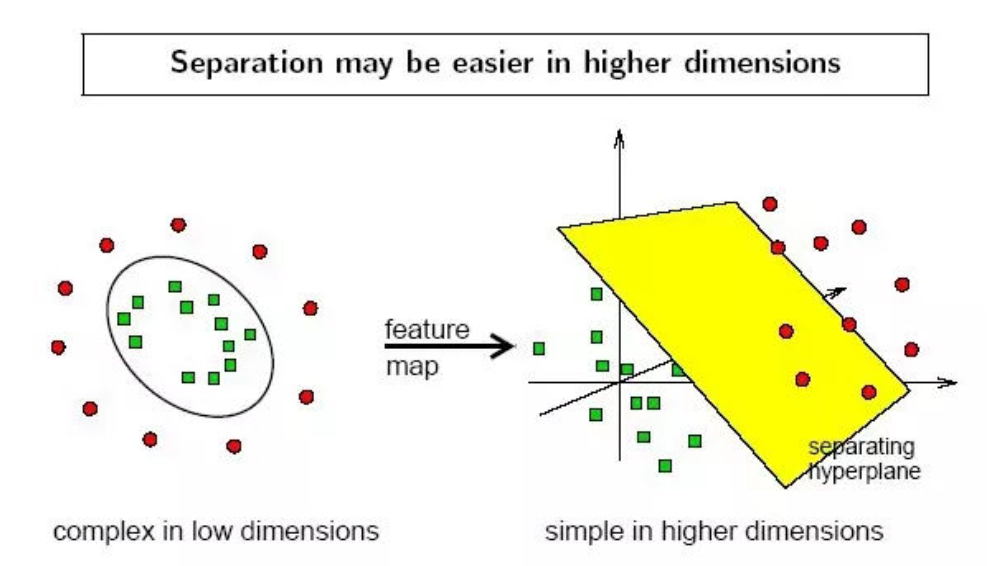 Separation may be easier in higher dimensions
feature
map
separating
hyperplane
complex in low dimensions
simple in higher dimensions